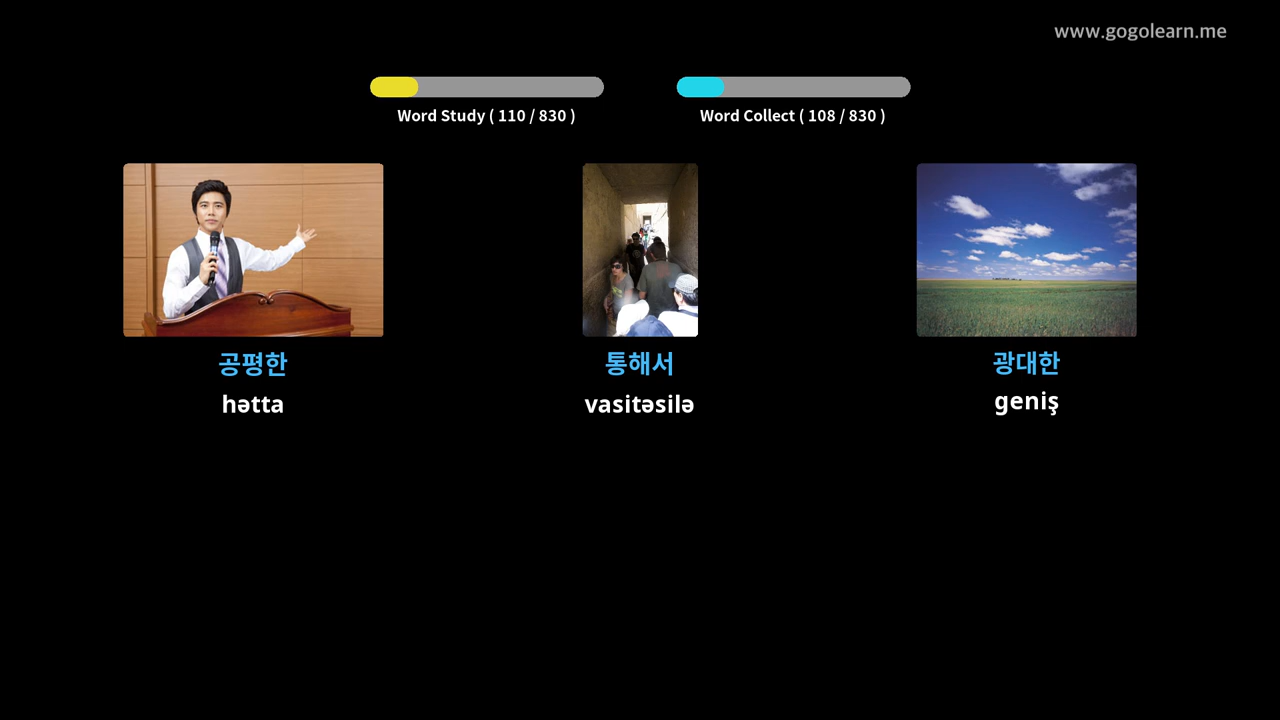 www.gogolearn.me
Word Study ( 110 / 830 )
Word Collect ( 108 / 830 )
공평한
hətta
통해서
vasitəsilə
광대한
geniş